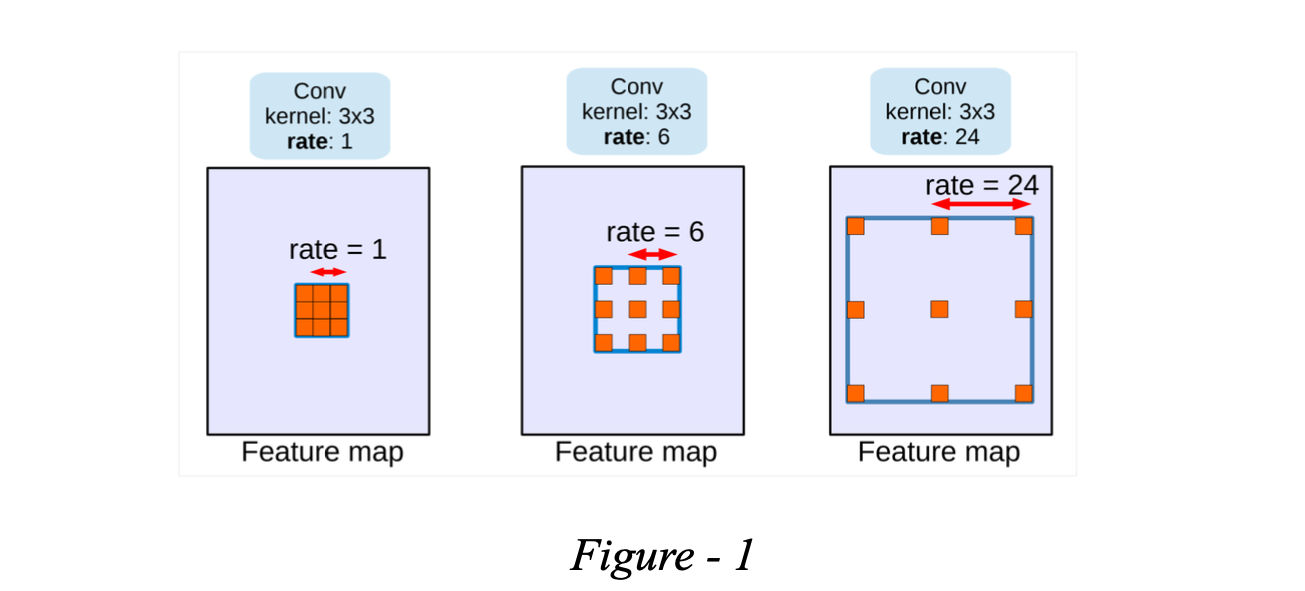 Conv
kernel: 3x3
rate: 1
Conv
kernel: 3x3
rate: 6
Conv
kernel: 3x3
rate: 24
rate = 1
rate = 6
rate = 24
Feature map
Feature map
Feature map
Figure - 1